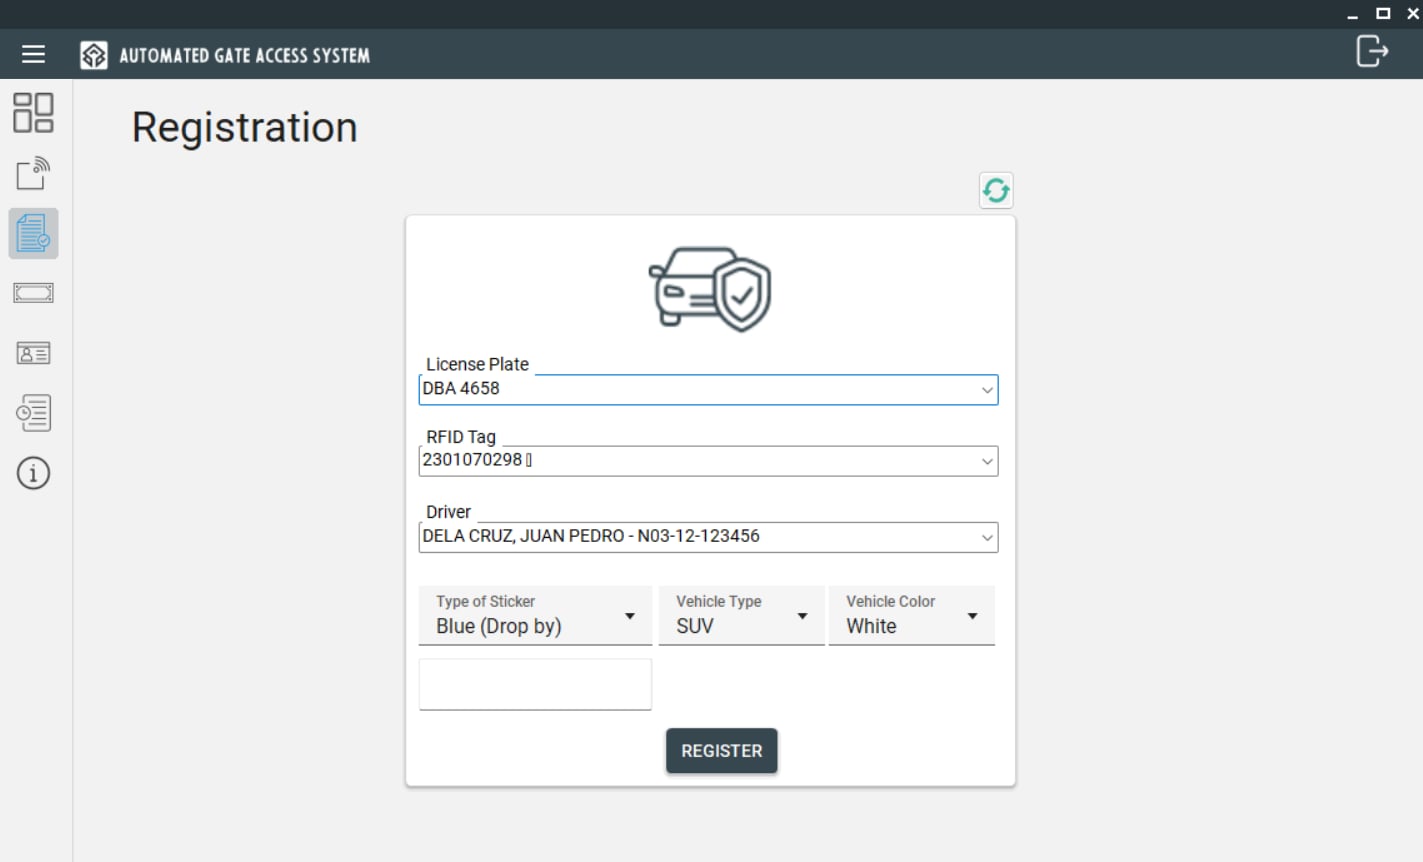 AUTOMATED GATE ACCESS SYSTEM
Registration
License Plate
DBA 4658
RFID Tag
2301070298 ▯
Driver
DELA CRUZ, JUAN PEDRO - N03-12-123456
Type of Sticker Vehicle Type Vehicle Color
Blue (Drop by) SUV White
REGISTER